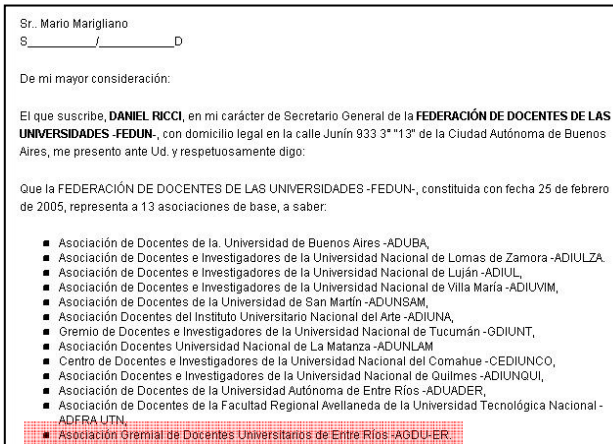 Sr.. Mario Marigliano
S__________/____________D
De mi mayor consideración:
El que suscribe, DANIEL RICCI, en mi carácter de Secretario General de la FEDERACIÓN DE DOCENTES DE LAS
UNIVERSIDADES -FEDUN-, con domicilio legal en la calle Junín 933 3° "13" de la Ciudad Autónoma de Buenos
Aires, me presento ante Ud. y respetuosamente digo:
Que la FEDERACIÓN DE DOCENTES DE LAS UNIVERSIDADES -FEDUN-, constituida con fecha 25 de febrero
de 2005, representa a 13 asociaciones de base, a saber:
■ Asociación de Docentes de la. Universidad de Buenos Aires -ADUBA,
■ Asociación de Docentes e Investigadores de la Universidad Nacional de Lomas de Zamora -ADIULZA.
■ Asociación de Docentes e Investigadores de la Universidad Nacional de Luján -ADIUL,
■ Asociación de Docentes e Investigadores de la Universidad Nacional de Villa María -ADIUVIM,
■ Asociación de Docentes de la Universidad de San Martín -ADUNSAM,
■ Asociación Docentes del Instituto Universitario Nacional del Arte -ADIUNA,
■ Gremio de Docentes e Investigadores de la Universidad Nacional de Tucumán -GDIUNT,
■ Asociación Docentes Universidad Nacional de La Matanza -ADUNLAM
■ Centro de Docentes e Investigadores de la Universidad Nacional del Comahue -CEDIUNCO,
■ Asociación Docentes e Investigadores de la Universidad Nacional de Quilmes -ADIUNQUI,
■ Asociación de Docentes de la Universidad Autónoma de Entre Ríos -ADUADER,
■ Asociación de Docentes de la Facultad Regional Avellaneda de la Universidad Tecnológica Nacional -
ADFRA UTN,
■ Asociación Gremial de Docentes Universitarios de Entre Ríos -AGDU-ER.